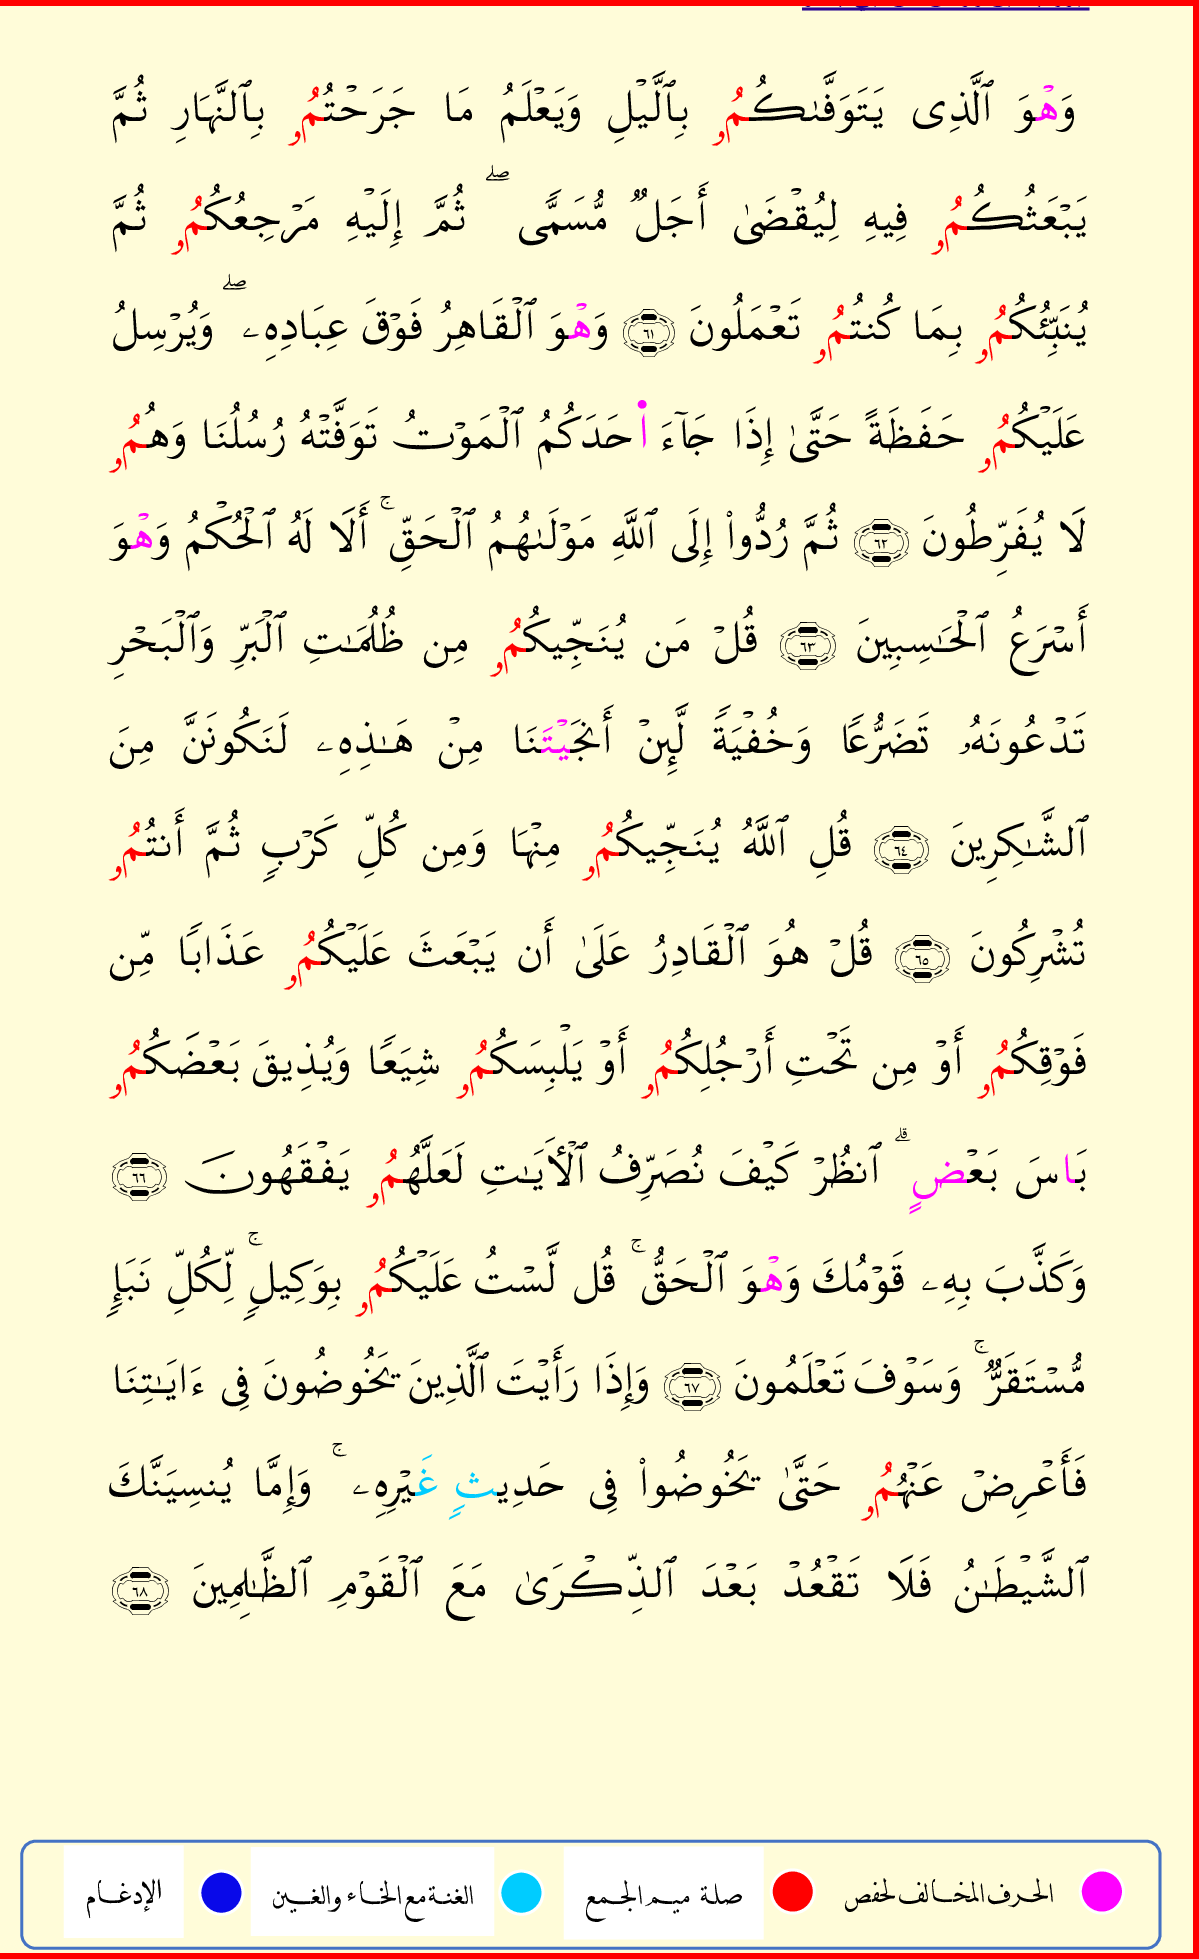 وَهْوَ ٱلَّذِى يَتَوَفَّىٰكُمُۥ بِٱلَّيْلِ وَيَعْلَمُ مَا جَرَحْتُمُۥ بِٱلنَّهَارِ ثُمَّ
يَبْعَثُكُمُۥ فِيهِ لِيُقْضَىٰ أَجَلٌ مُّسَمًّى ۖ ثُمَّ إِلَيْهِ مَرْجِعُكُمُۥ ثُمَّ
يُنَبِّئُكُمُۥ بِمَا كُنتُمُۥ تَعْمَلُونَ ٦١ وَهْوَ ٱلْقَاهِرُ فَوْقَ عِبَادِهِۦ ۖ وَيُرْسِلُ
عَلَيْكُمُۥ حَفَظَةً حَتَّىٰ إِذَا جَآءَ ا۬حَدَكُمُ ٱلْمَوْتُ تَوَفَّتْهُ رُسُلُنَا وَهُمُۥ
لَا يُفَرِّطُونَ ٦٢ ثُمَّ رُدُّوا۟ إِلَى ٱللَّهِ مَوْلَىٰهُمُ ٱلْحَقِّ ۚ أَلَا لَهُ ٱلْحُكْمُ وَهْوَ
أَسْرَعُ ٱلْحَـٰسِبِينَ ٦٣ قُلْ مَن يُنَجِّيكُمُۥ مِن ظُلُمَـٰتِ ٱلْبَرِّ وَٱلْبَحْرِ
تَدْعُونَهُۥ تَضَرُّعًا وَخُفْيَةً لَّئِنْ أَنجَيْتَنَا مِنْ هَـٰذِهِۦ لَنَكُونَنَّ مِنَ
ٱلشَّـٰكِرِينَ ٦٤ قُلِ ٱللَّهُ يُنَجِّيكُمُۥ مِنْهَا وَمِن كُلِّ كَرْبٍ ثُمَّ أَنتُمُۥ
تُشْرِكُونَ ٦٥ قُلْ هُوَ ٱلْقَادِرُ عَلَىٰ أَن يَبْعَثَ عَلَيْكُمُۥ عَذَابًا مِّن
فَوْقِكُمُۥ أَوْ مِن تَحْتِ أَرْجُلِكُمُۥ أَوْ يَلْبِسَكُمُۥ شِيَعًا وَيُذِيقَ بَعْضَكُمُۥ
بَاسَ بَعْضٍ ۗ ٱنظُرْ كَيْفَ نُصَرِّفُ ٱلْأَيَـٰتِ لَعَلَّهُمُۥ يَفْقَهُونَ ٦٦
وَكَذَّبَ بِهِۦ قَوْمُكَ وَهْوَ ٱلْحَقُّ ۚ قُل لَّسْتُ عَلَيْكُمُۥ بِوَكِيلٍ ۚ لِّكُلِّ نَبَإٍ
مُّسْتَقَرٌّ ۚ وَسَوْفَ تَعْلَمُونَ ٦٧ وَإِذَا رَأَيْتَ ٱلَّذِينَ يَخُوضُونَ فِى ءَايَـٰتِنَا
فَأَعْرِضْ عَنْهُمُۥ حَتَّىٰ يَخُوضُوا۟ فِى حَدِيثٍ غَيْرِهِۦ ۚ وَإِمَّا يُنسِيَنَّكَ
ٱلشَّيْطَـٰنُ فَلَا تَقْعُدْ بَعْدَ ٱلذِّكْرَىٰ مَعَ ٱلْقَوْمِ ٱلظَّـٰلِمِينَ ٦٨
الحرف المخالف لحفص صلة ميم الجمع الغنة مع الخاء والغين الإدغام